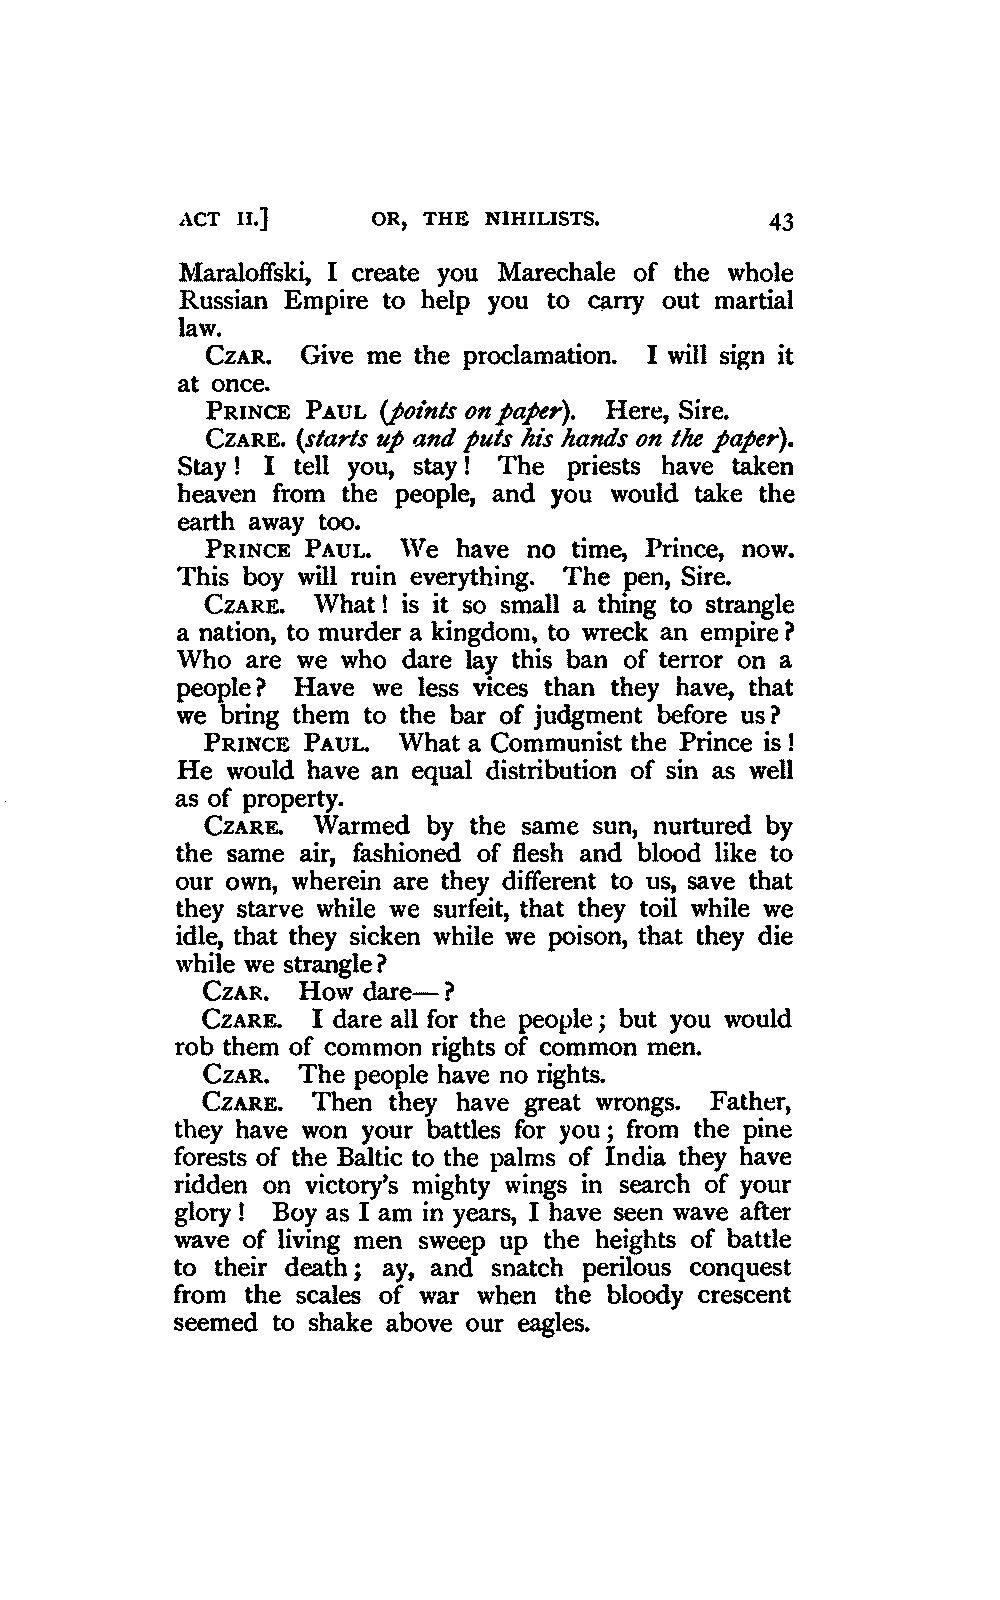 ACT II.] OR, THE NIHILISTS. 43
Maraloffski, I create you Marechale of the whole
Russian Empire to help you to carry out martial
law.
CZAR. Give me the proclamation. I will sign it
at once.
PRINCE PAUL (points on paper). Here, Sire.
CZARE. (starts up and puts his hands on the paper).
Stay! I tell you, stay! The priests have taken
heaven from the people, and you would take the
earth away too.
PRINCE PAUL. We have no time, Prince, now.
This boy will ruin everything. The pen, Sire.
CZARE. What! is it so small a thing to strangle
a nation, to murder a kingdom, to wreck an empire?
Who are we who dare lay this ban of terror on a
people? Have we less vices than they have, that
we bring them to the bar of judgment before us?
PRINCE PAUL. What a Communist the Prince is!
He would have an equal distribution of sin as well
as of property.
CZARE. Warmed by the same sun, nurtured by
the same air, fashioned of flesh and blood like to
our own, wherein are they different to us, save that
they starve while we surfeit, that they toil while we
idle, that they sicken while we poison, that they die
while we strangle?
CZAR. How dare—?
CZARE. I dare all for the people; but you would
rob them of common rights of common men.
CZAR. The people have no rights.
CZARE. Then they have great wrongs. Father,
they have won your battles for you; from the pine
forests of the Baltic to the palms of India they have
ridden on victory's mighty wings in search of your
glory! Boy as I am in years, I have seen wave after
wave of living men sweep up the heights of battle
to their death; ay, and snatch perilous conquest
from the scales of war when the bloody crescent
seemed to shake above our eagles.